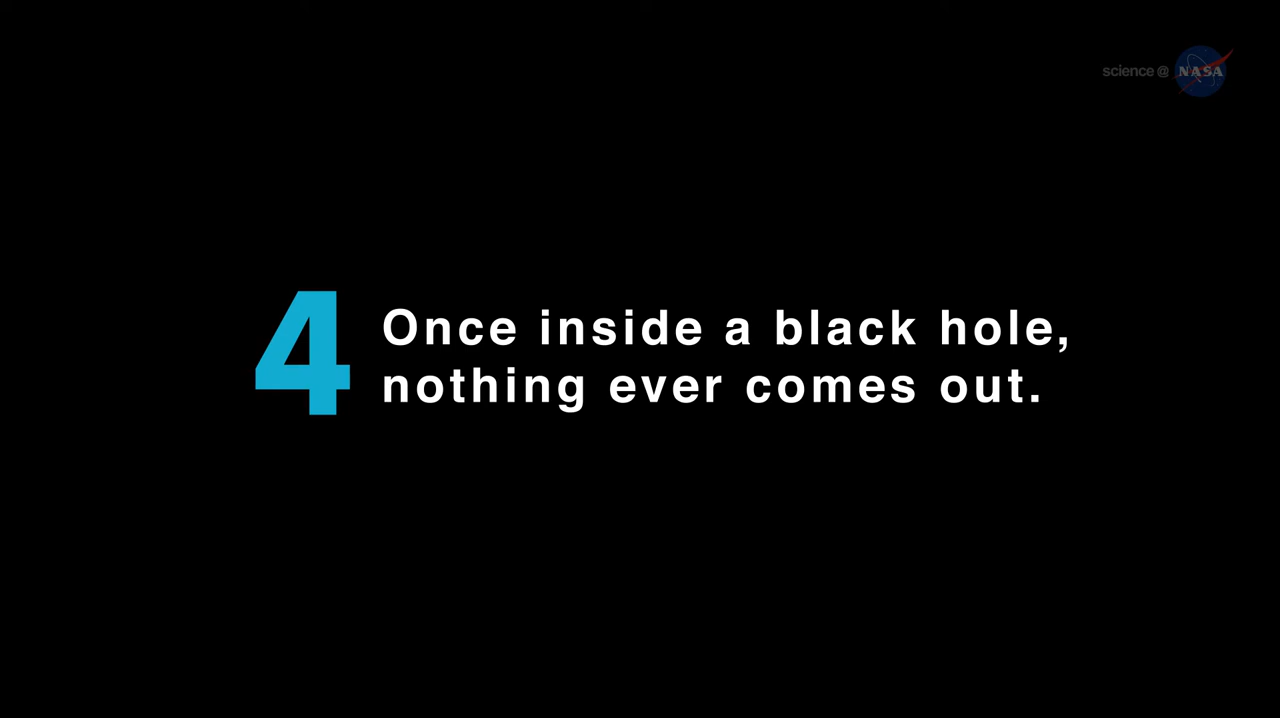 science@ NASA
4 Once inside a black hole,
nothing ever comes out.